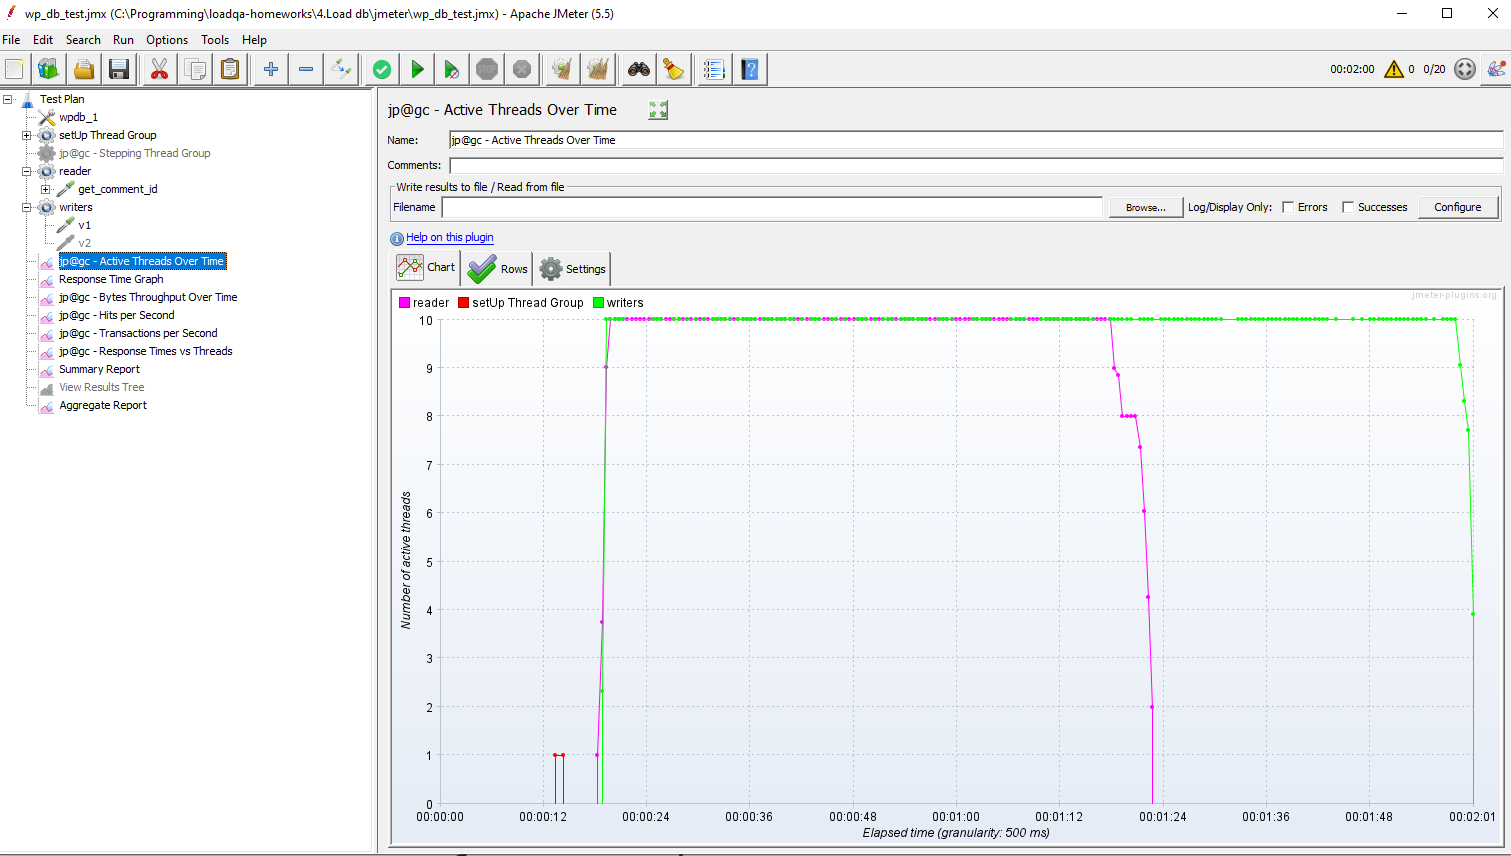 wp_db_test.jmx (C:\Programming\loadqa-homeworks\4.Load db\jmeter\wp_db_test.jmx) - Apache JMeter (5.5)
File Edit Search Run Options Tools Help
STOP
00:02:00 0 0/20
Test Plan
wpdb_1
setUp Thread Group
jp@gc - Stepping Thread Group
reader
get_comment_id
writers
v1
v2
jp@gc - Active Threads Over Time
Response Time Graph
jp@gc - Bytes Throughput Over Time
jp@gc - Hits per Second
jp@gc - Transactions per Second
jp@gc - Response Times vs Threads
Summary Report
View Results Tree
Aggregate Report
jp@gc - Active Threads Over Time
Name: jp@gc - Active Threads Over Time
Comments:
Write results to file / Read from file
Filename Browse... Log/Display Only: Errors Successes Configure
Help on this plugin
Chart Rows Settings
reader setUp Thread Group writers
jmeter-plugins.org
10
9
8
7
6
5
4
3
2
1
0
Number of active threads
00:00:00 00:00:12 00:00:24 00:00:36 00:00:48 00:01:00 00:01:12 00:01:24 00:01:36 00:01:48 00:02:01
Elapsed time (granularity: 500 ms)